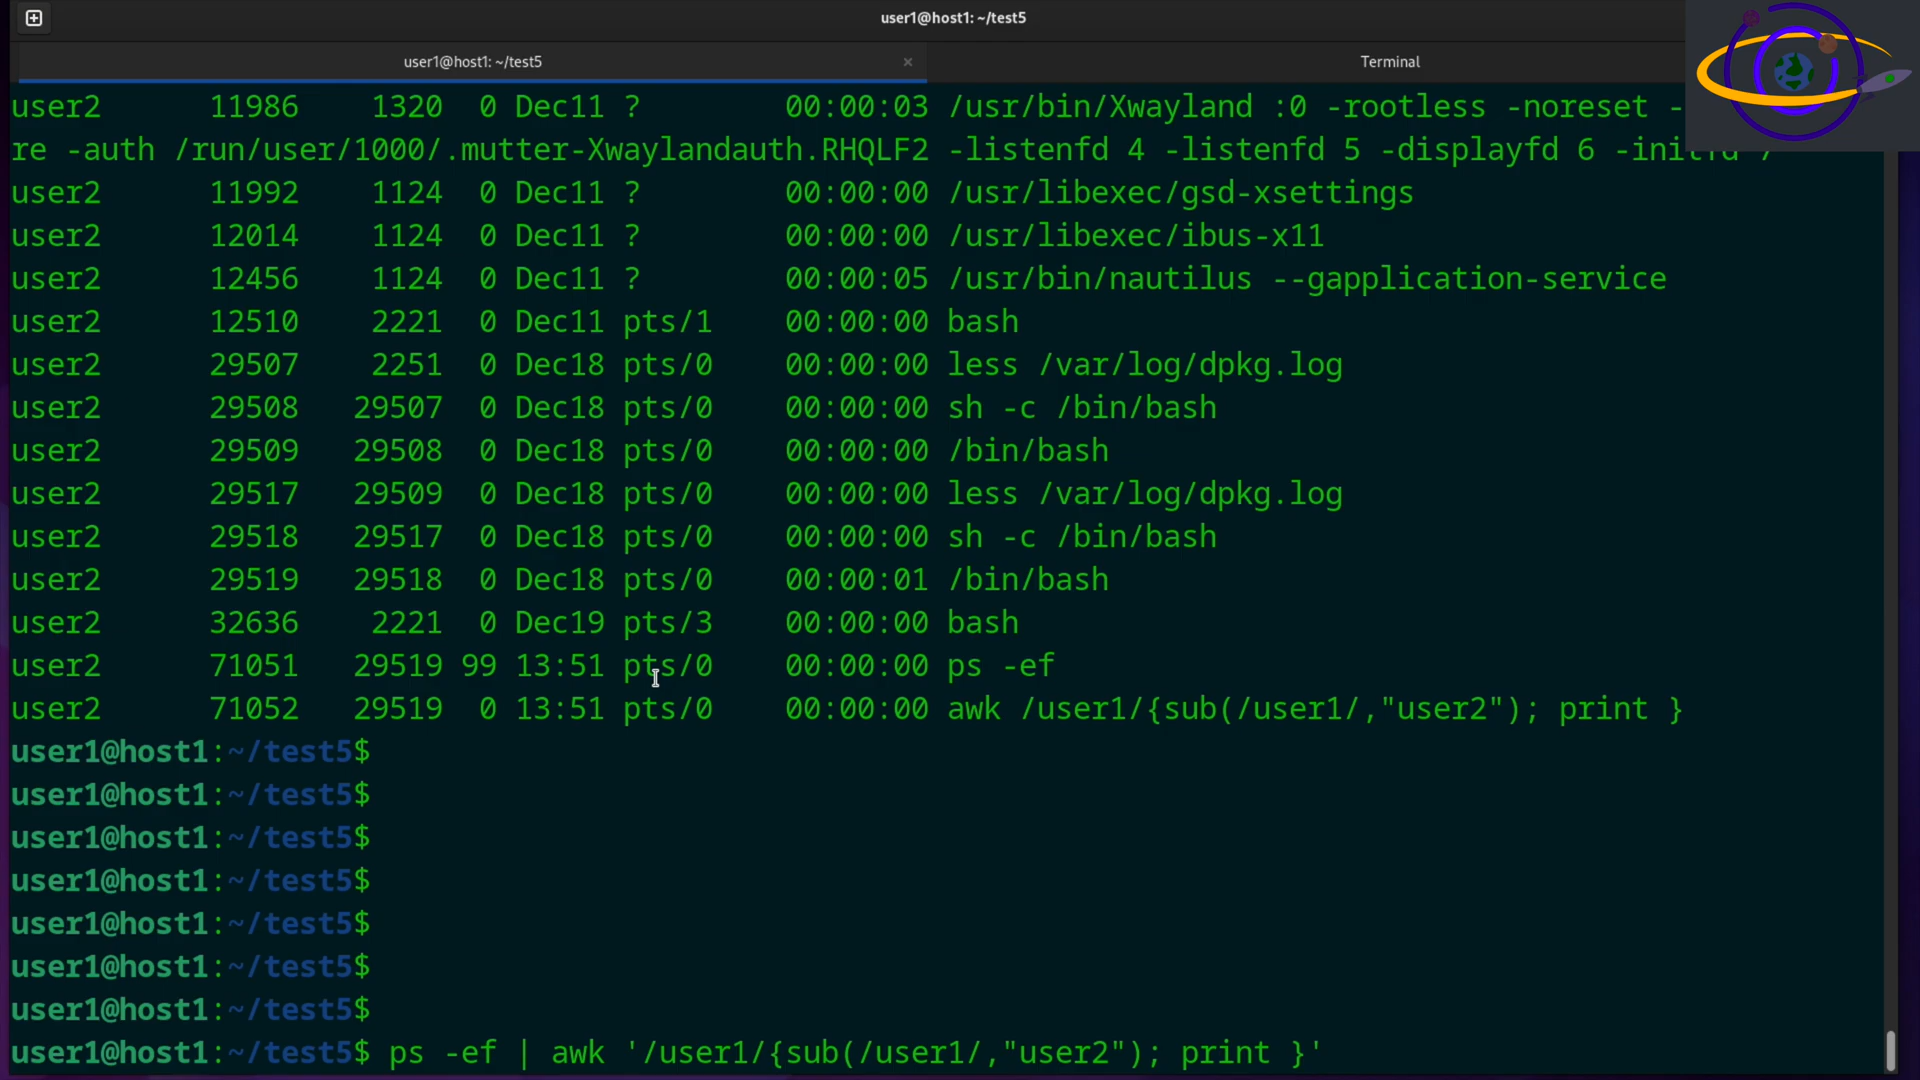 user1@host1: ~/test5
user1@host1: ~/test5 × Terminal
user2 11986 1320 0 Dec11 ? 00:00:03 /usr/bin/Xwayland :0 -rootless -noreset -
re -auth /run/user/1000/.mutter-Xwaylandauth.RHQLF2 -listenfd 4 -listenfd 5 -displayfd 6 -initfd 7
user2 11992 1124 0 Dec11 ? 00:00:00 /usr/libexec/gsd-xsettings
user2 12014 1124 0 Dec11 ? 00:00:00 /usr/libexec/ibus-x11
user2 12456 1124 0 Dec11 ? 00:00:05 /usr/bin/nautilus --gapplication-service
user2 12510 2221 0 Dec11 pts/1 00:00:00 bash
user2 29507 2251 0 Dec18 pts/0 00:00:00 less /var/log/dpkg.log
user2 29508 29507 0 Dec18 pts/0 00:00:00 sh -c /bin/bash
user2 29509 29508 0 Dec18 pts/0 00:00:00 /bin/bash
user2 29517 29509 0 Dec18 pts/0 00:00:00 less /var/log/dpkg.log
user2 29518 29517 0 Dec18 pts/0 00:00:00 sh -c /bin/bash
user2 29519 29518 0 Dec18 pts/0 00:00:01 /bin/bash
user2 32636 2221 0 Dec19 pts/3 00:00:00 bash
user2 71051 29519 99 13:51 pts/0 00:00:00 ps -ef
user2 71052 29519 0 13:51 pts/0 00:00:00 awk /user1/{sub(/user1/,"user2"); print }
user1@host1:~/test5$
user1@host1:~/test5$
user1@host1:~/test5$
user1@host1:~/test5$
user1@host1:~/test5$
user1@host1:~/test5$
user1@host1:~/test5$
user1@host1:~/test5$ ps -ef | awk '/user1/{sub(/user1/,"user2"); print }'